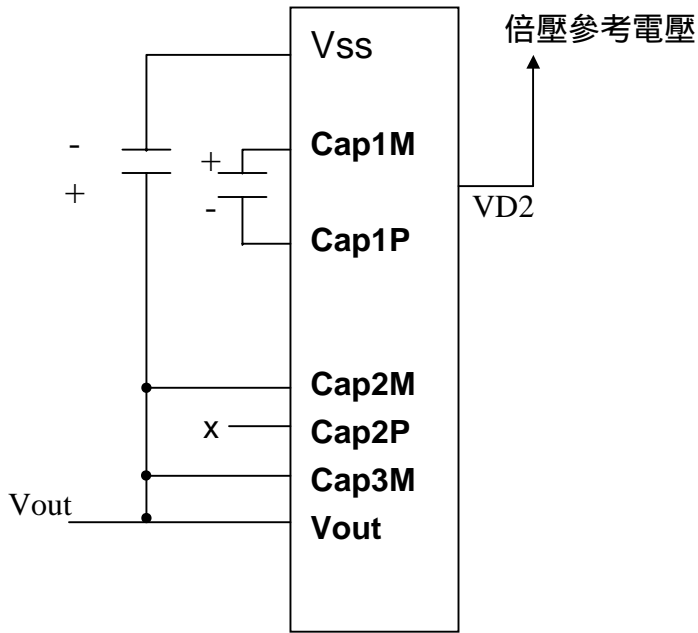 倍壓參考電壓
Vss
-
+
+
-
Cap1M
Cap1P
VD2
Cap2M
x
Cap2P
Cap3M
Vout
Vout